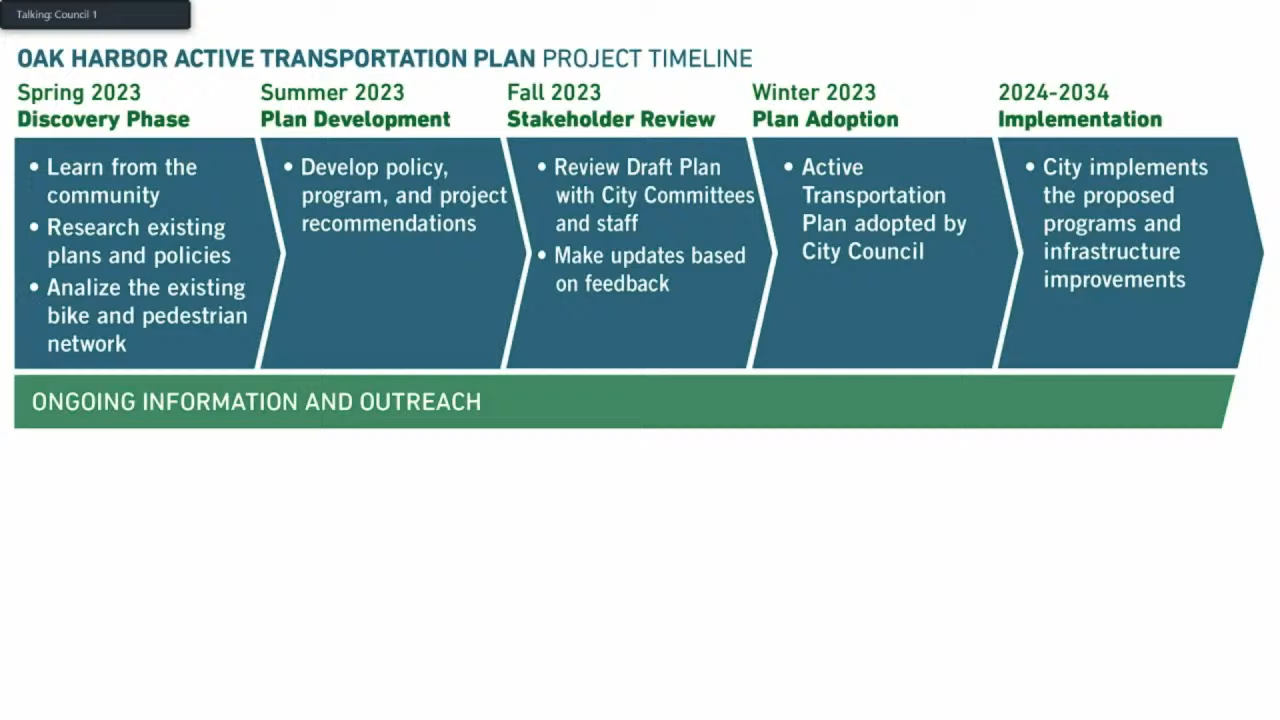 Talking: Council 1
OAK HARBOR ACTIVE TRANSPORTATION PLAN PROJECT TIMELINE
Spring 2023
Discovery Phase
• Learn from the
community
• Research existing
plans and policies
• Analize the existing
bike and pedestrian
network
Summer 2023
Plan Development
• Develop policy,
program, and project
recommendations
Fall 2023
Stakeholder Review
• Review Draft Plan
with City Committees
and staff
• Make updates based
on feedback
Winter 2023
Plan Adoption
• Active
Transportation
Plan adopted by
City Council
2024-2034
Implementation
• City implements
the proposed
programs and
infrastructure
improvements
ONGOING INFORMATION AND OUTREACH